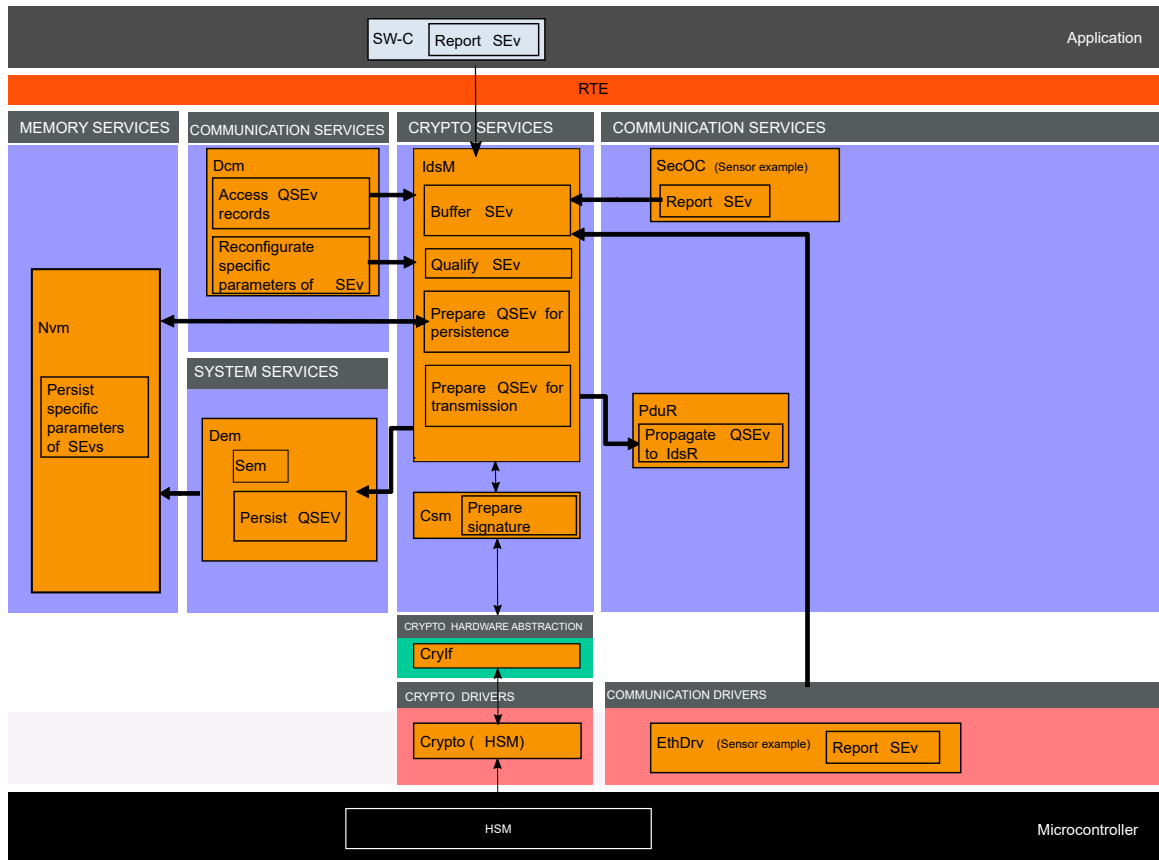 SW-C
Report SEv
Application
RTE
MEMORY SERVICES
COMMUNICATION SERVICES
CRYPTO SERVICES
COMMUNICATION SERVICES
Dcm
Access QSEv
records
Reconfigurate
specific
parameters of SEv
IdsM
Buffer SEv
Qualify SEv
Prepare QSEv for
persistence
Prepare QSEv for
transmission
SecOC (Sensor example)
Report SEv
Nvm
Persist
specific
parameters
of SEvs
SYSTEM SERVICES
Dem
Sem
Persist QSEV
PduR
Propagate QSEv
to IdsR
Csm
Prepare
signature
CRYPTO HARDWARE ABSTRACTION
CryIf
CRYPTO DRIVERS
COMMUNICATION DRIVERS
Crypto ( HSM)
EthDrv (Sensor example)
Report SEv
HSM
Microcontroller